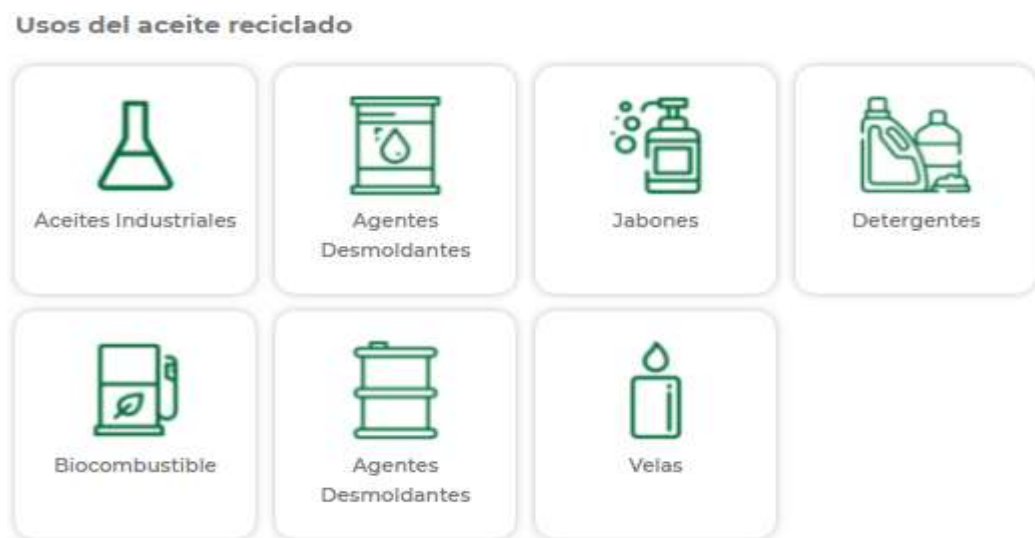 Usos del aceite reciclado
Aceites Industriales
Agentes
Desmoldantes
Jabones
Detergentes
Biocombustible
Agentes
Desmoldantes
Velas